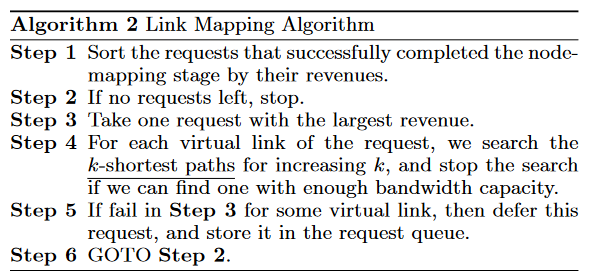 Algorithm 2 Link Mapping Algorithm
Step 1 Sort the requests that successfully completed the node-
mapping stage by their revenues.
Step 2 If no requests left, stop.
Step 3 Take one request with the largest revenue.
Step 4 For each virtual link of the request, we search the
k-shortest paths for increasing k, and stop the search
if we can find one with enough bandwidth capacity.
Step 5 If fail in Step 3 for some virtual link, then defer this
request, and store it in the request queue.
Step 6 GOTO Step 2.